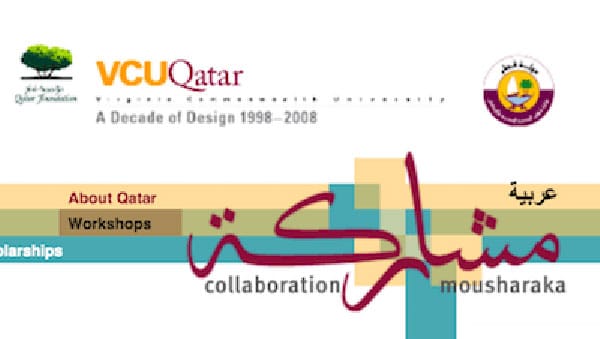 VCUQatar
Qatar Foundation
Virginia Commonwealth University
A Decade of Design 1998–2008
دولة قطر
About Qatar
عربية
Workshops
olarships
مشاركة
collaboration
mousharaka